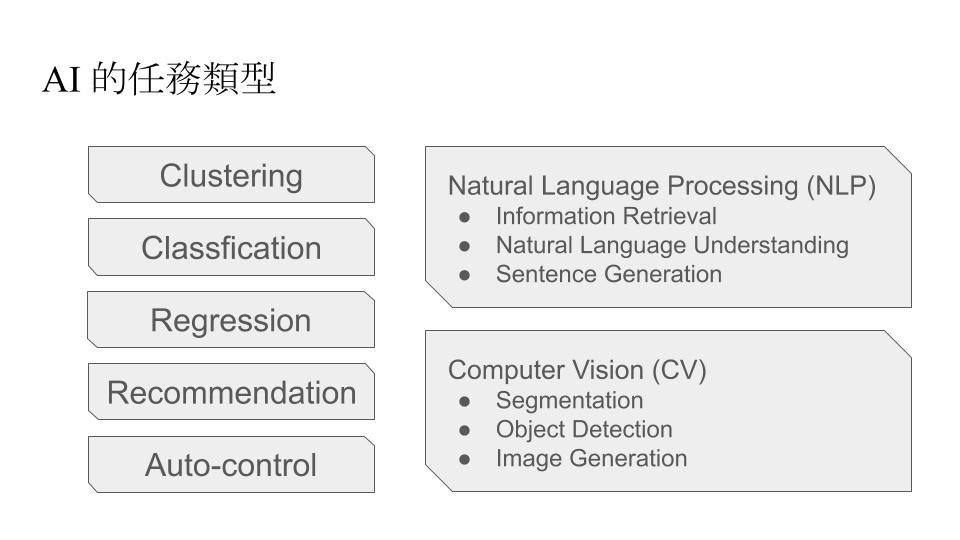 AI 的任務類型
Clustering
Classfication
Regression
Recommendation
Auto-control
Natural Language Processing (NLP)
● Information Retrieval
● Natural Language Understanding
● Sentence Generation
Computer Vision (CV)
● Segmentation
● Object Detection
● Image Generation